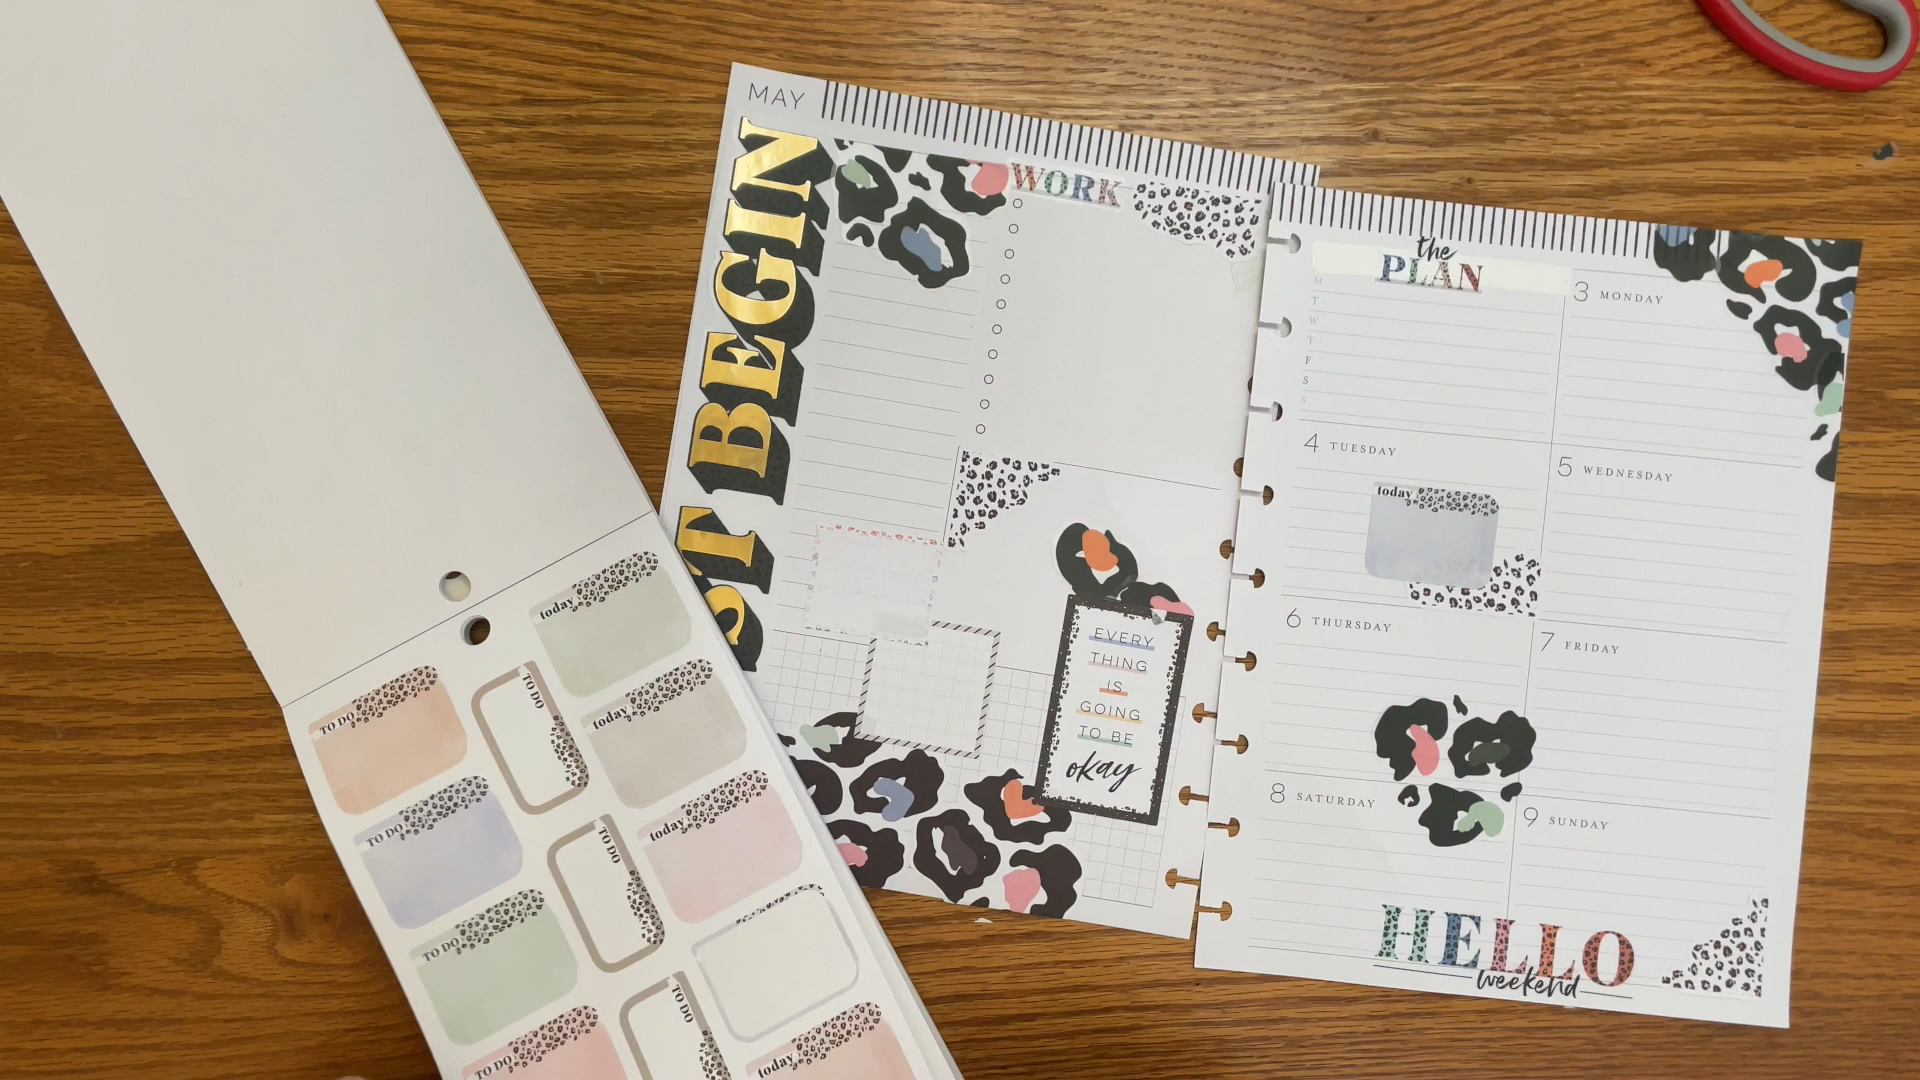 MAY
ST BEGIN
WORK
EVERY
THING
IS
GOING
TO BE
okay
the
PLAN
M
T
W
T
F
S
S
3 MONDAY
4 TUESDAY
today
5 WEDNESDAY
6 THURSDAY
7 FRIDAY
8 SATURDAY
9 SUNDAY
HELLO
weekend
today
TO DO
TO DO
today
TO DO
TO DO
today
TO DO
TO DO
TO DO
today